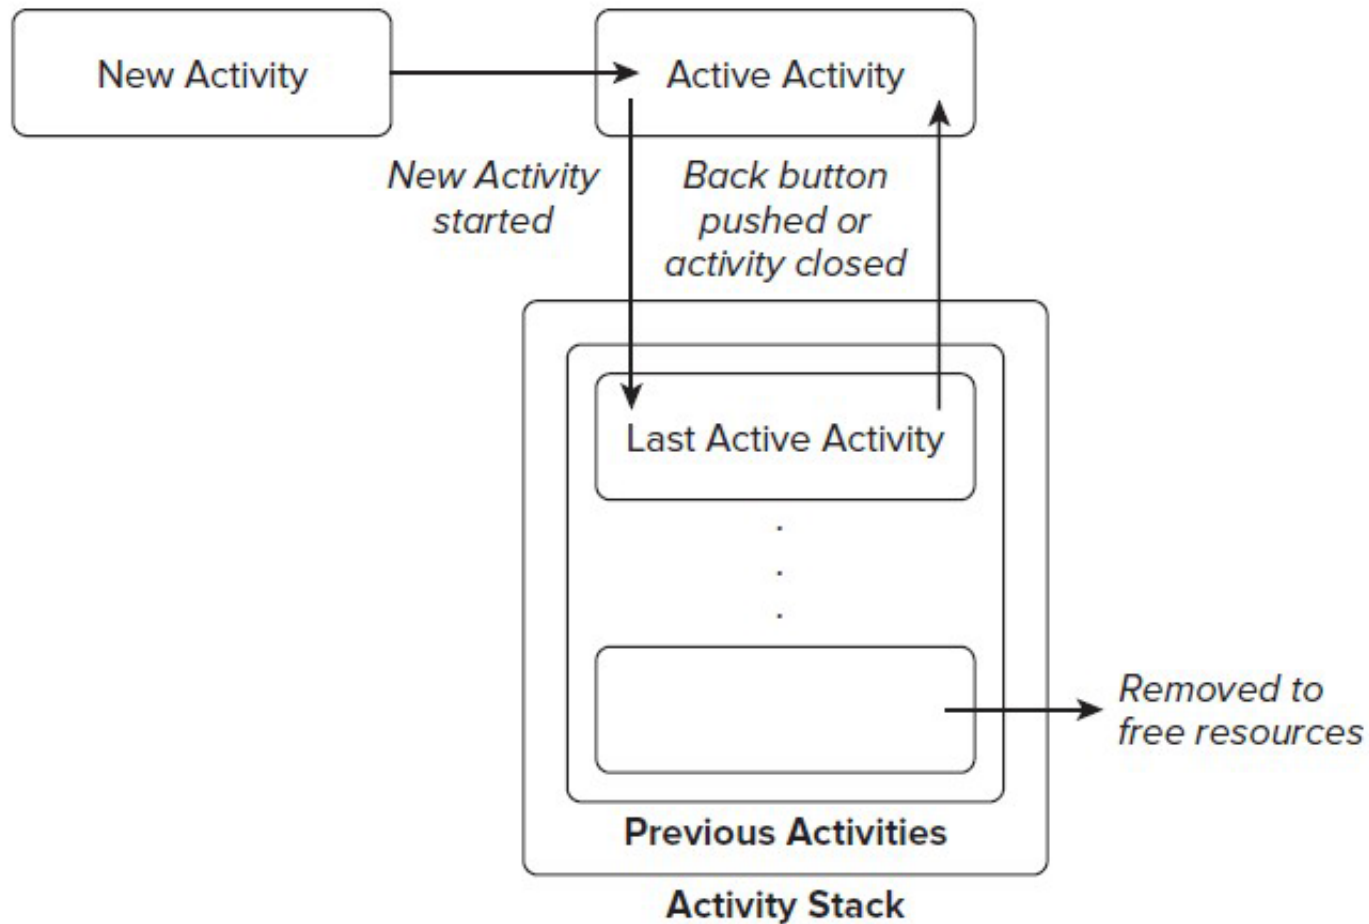 New Activity
Active Activity
New Activity
started
Back button
pushed or
activity closed
Last Active Activity
.
.
.
Removed to
free resources
Previous Activities
Activity Stack